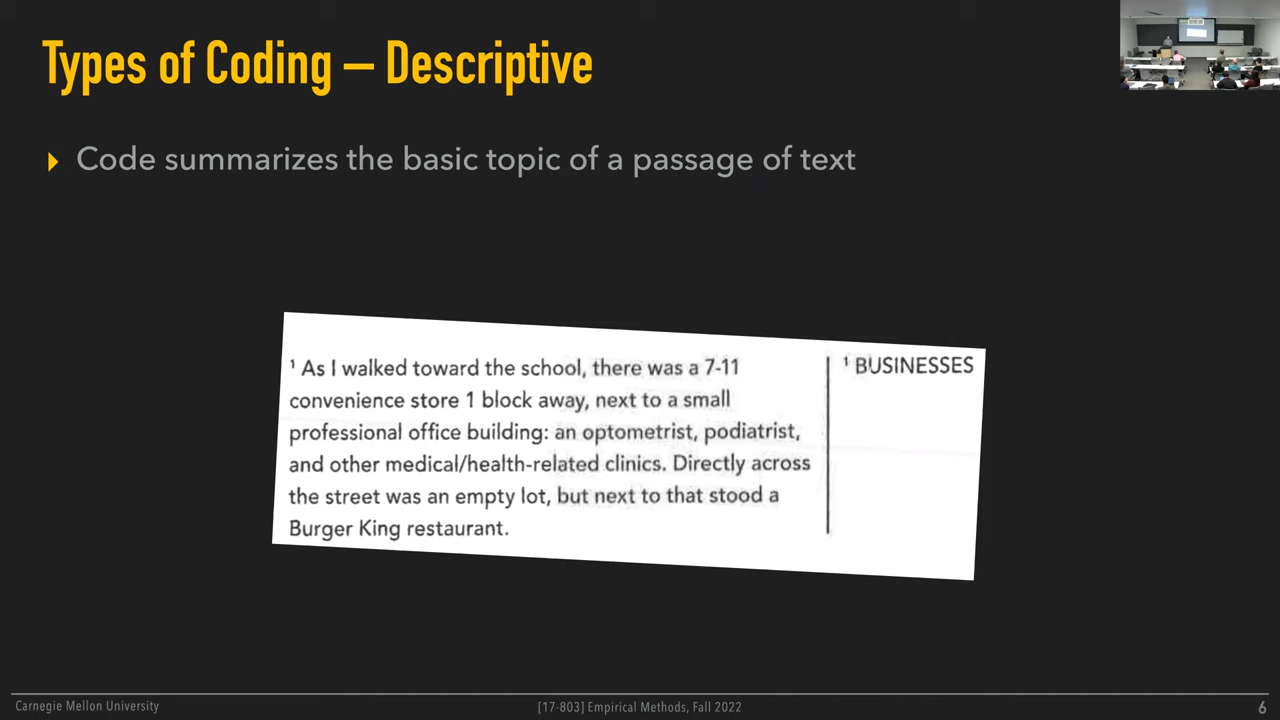 Types of Coding — Descriptive
Code summarizes the basic topic of a passage of text
¹ As I walked toward the school, there was a 7-11
convenience store 1 block away, next to a small
professional office building: an optometrist, podiatrist,
and other medical/health-related clinics. Directly across
the street was an empty lot, but next to that stood a
Burger King restaurant.
¹ BUSINESSES
Carnegie Mellon University
[17-803] Empirical Methods, Fall 2022
6